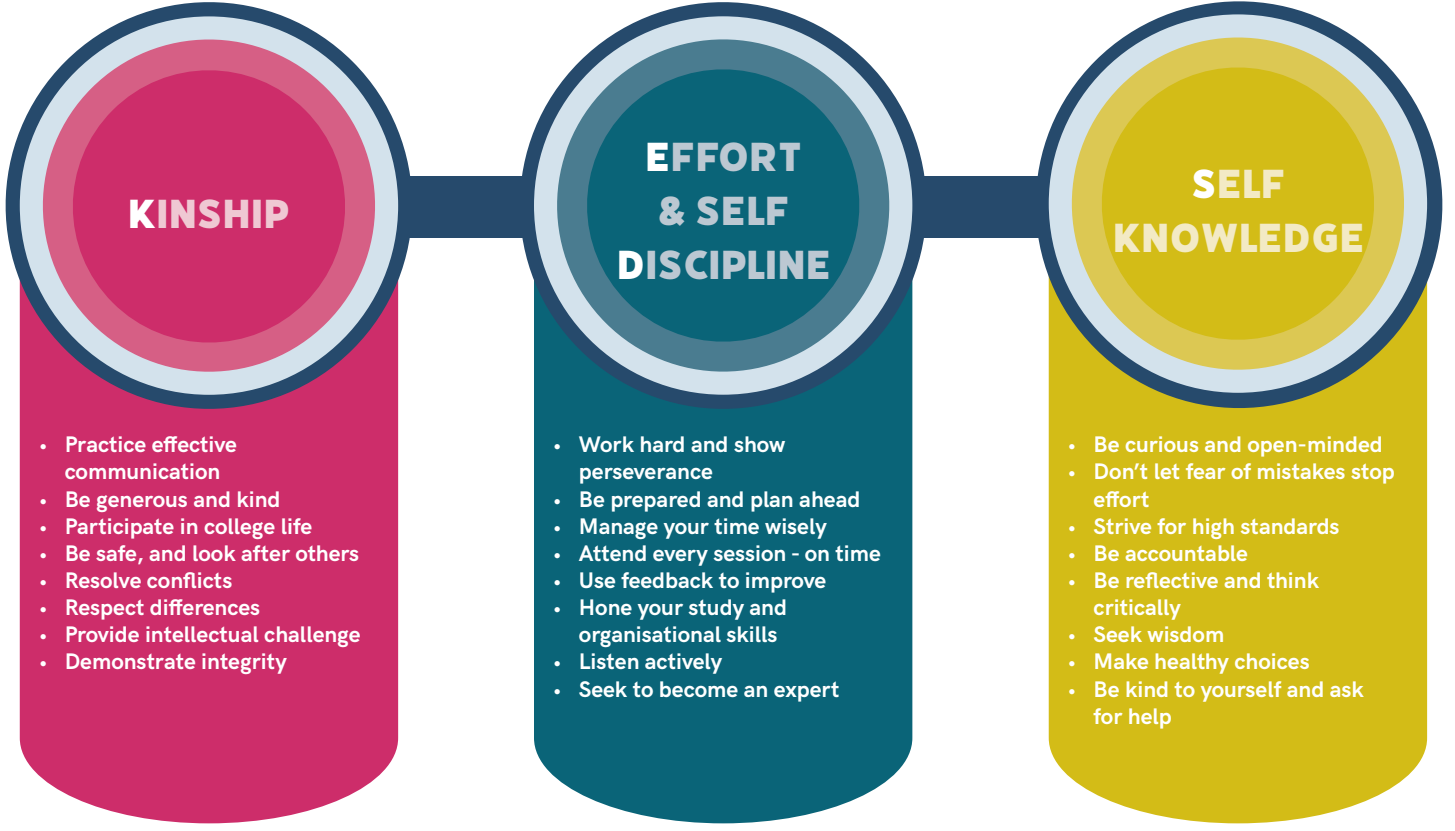 KINSHIP
• Practice effective
communication
• Be generous and kind
• Participate in college life
• Be safe, and look after others
• Resolve conflicts
• Respect differences
• Provide intellectual challenge
• Demonstrate integrity
EFFORT
& SELF
DISCIPLINE
• Work hard and show
perseverance
• Be prepared and plan ahead
• Manage your time wisely
• Attend every session - on time
• Use feedback to improve
• Hone your study and
organisational skills
• Listen actively
• Seek to become an expert
SELF
KNOWLEDGE
• Be curious and open-minded
• Don’t let fear of mistakes stop
effort
• Strive for high standards
• Be accountable
• Be reflective and think
critically
• Seek wisdom
• Make healthy choices
• Be kind to yourself and ask
for help